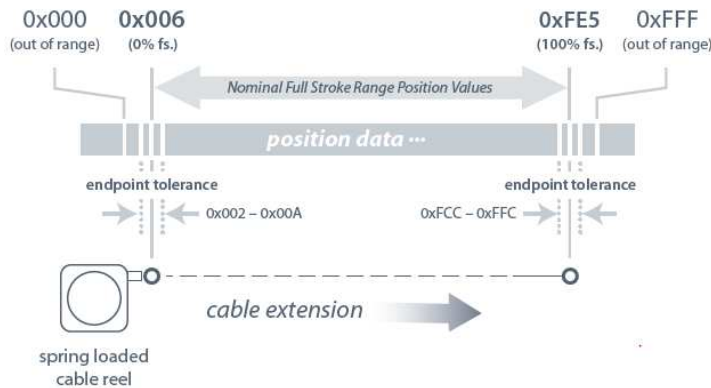 0x000
(out of range)
0x006
(0% fs.)
0xFE5
(100% fs.)
0xFFF
(out of range)
Nominal Full Stroke Range Position Values
position data ···
endpoint tolerance
endpoint tolerance
0x002 – 0x00A
0xFCC – 0xFFC
cable extension
spring loaded
cable reel